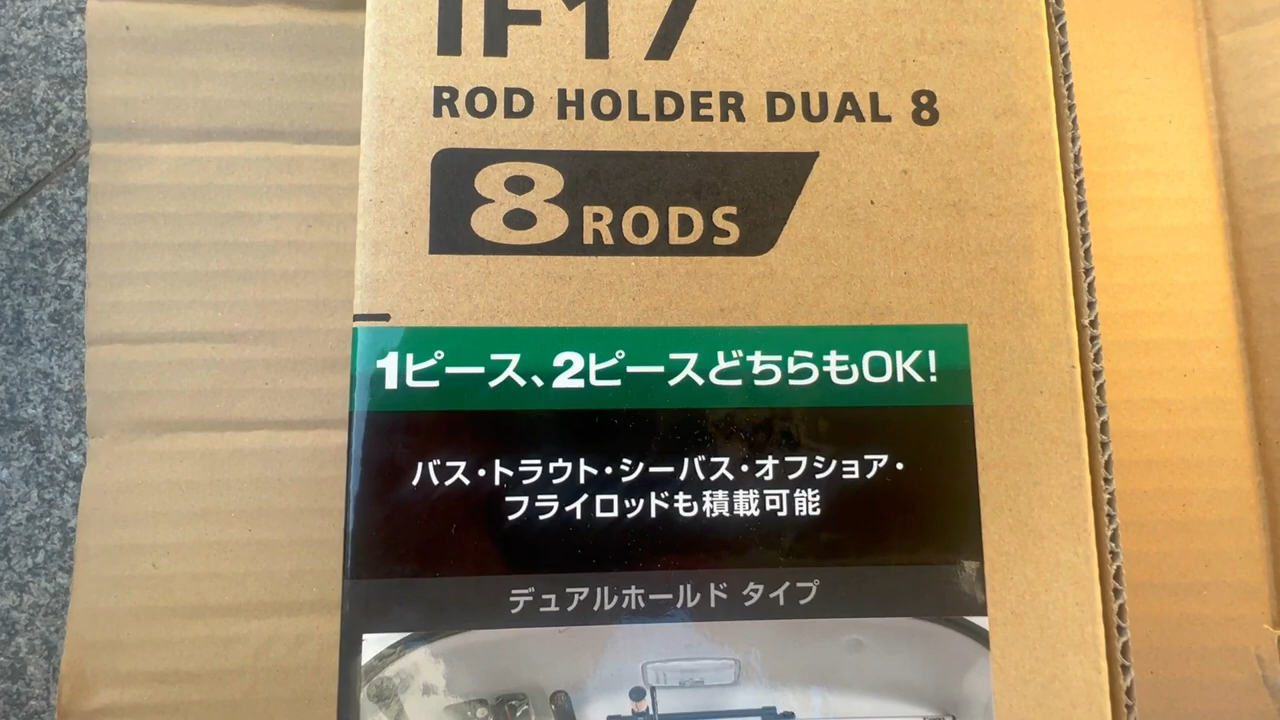 IF17
ROD HOLDER DUAL 8
8 RODS
1ピース、2ピースどちらもOK!
バス・トラウト・シーバス・オフショア・
フライロッドも積載可能
デュアルホールド タイプ